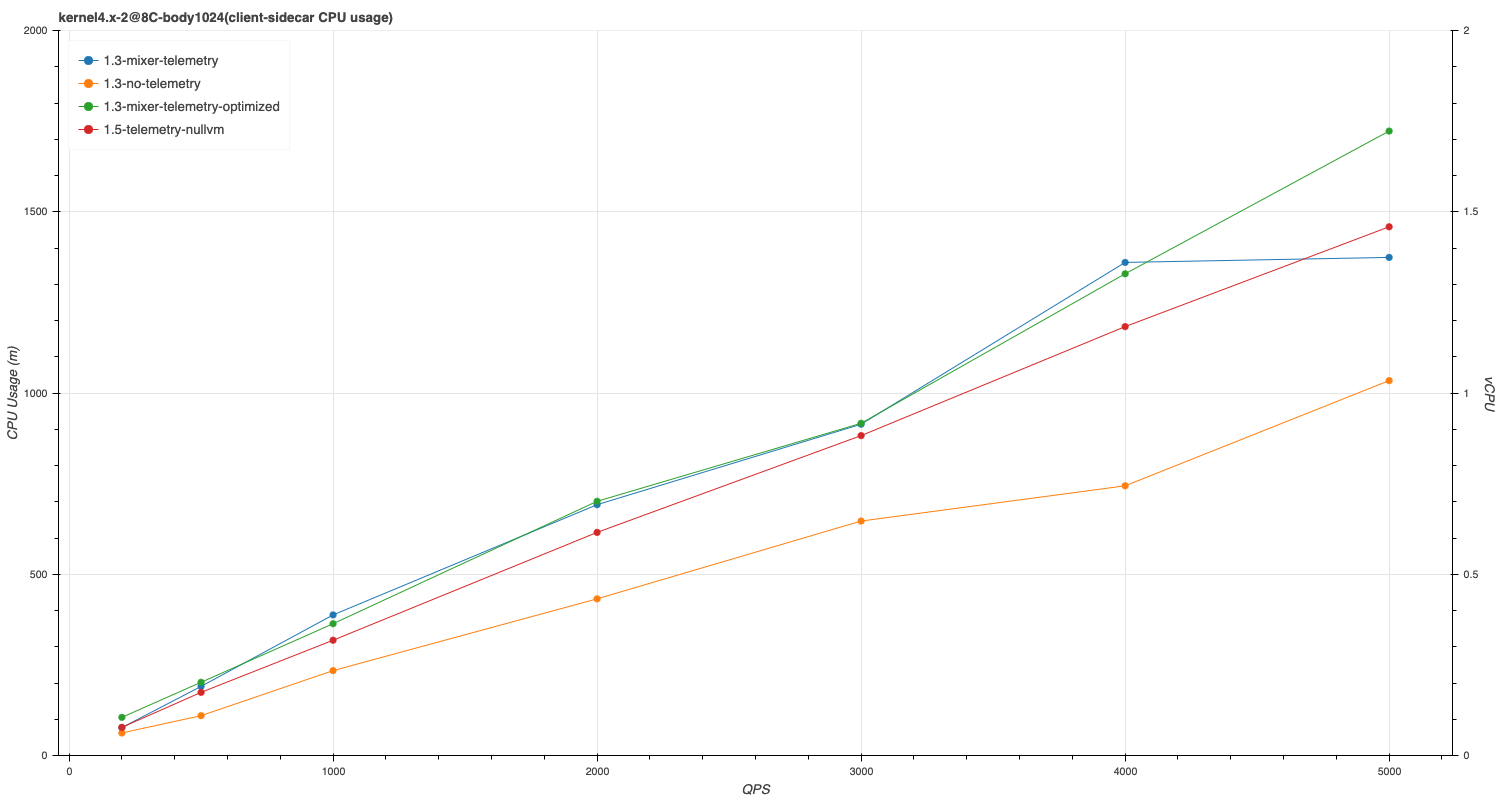 kernel4.x-2@8C-body1024(client-sidecar CPU usage)
1.3-mixer-telemetry
1.3-no-telemetry
1.3-mixer-telemetry-optimized
1.5-telemetry-nullvm
2000
1500
1000
500
0
CPU Usage (m)
2
1.5
1
0.5
0
vCPU
0
1000
2000
3000
4000
5000
QPS